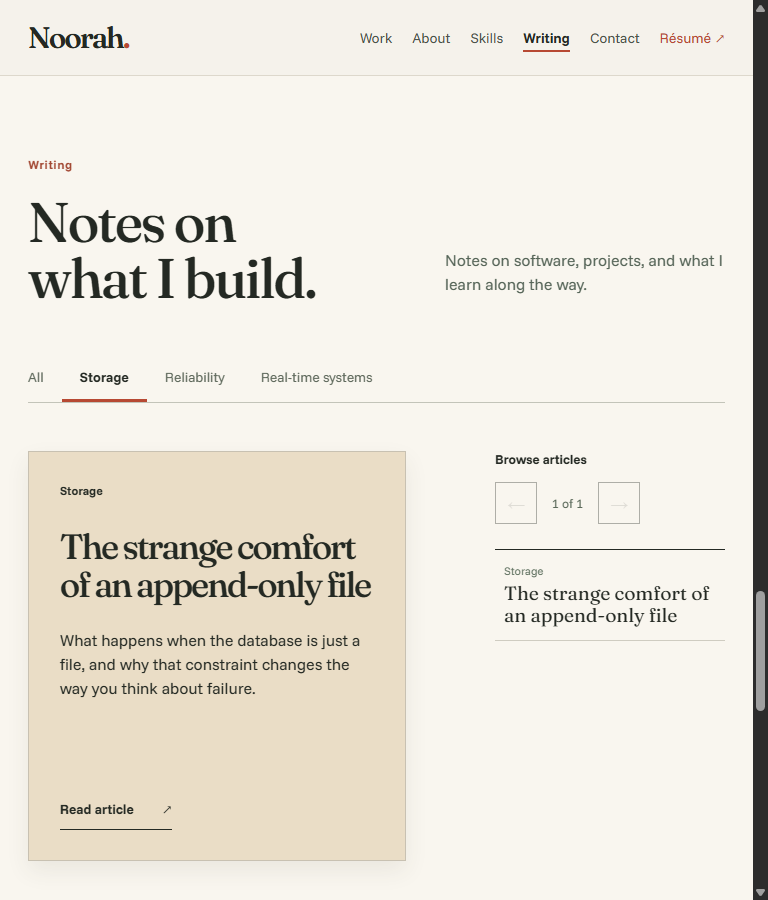 Noorah.
Work About Skills Writing Contact Résumé ↗
Writing
Notes on
what I build.
Notes on software, projects, and what I
learn along the way.
All Storage Reliability Real-time systems
Storage
The strange comfort
of an append-only file
What happens when the database is just a
file, and why that constraint changes the
way you think about failure.
Read article ↗
Browse articles
← 1 of 1 →
Storage
The strange comfort of
an append-only file